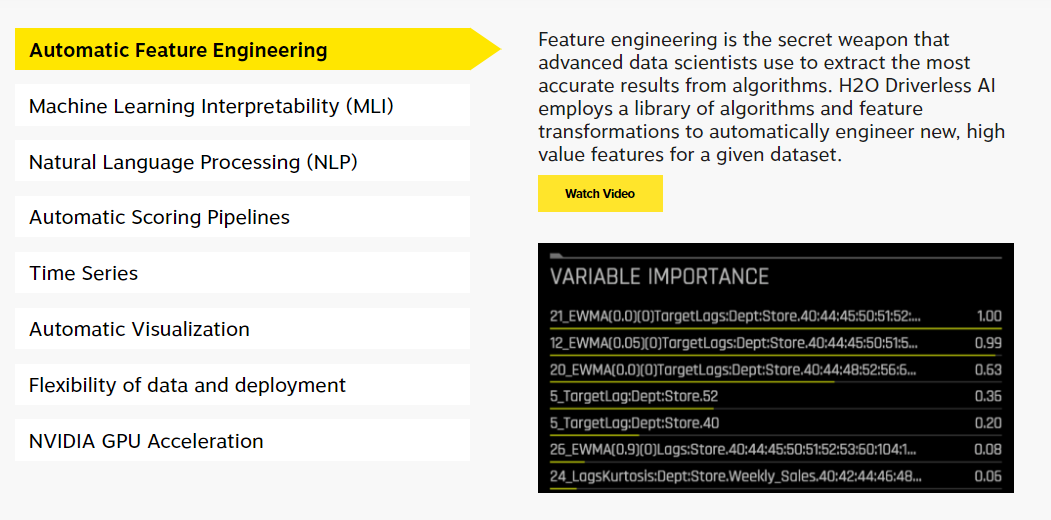 Automatic Feature Engineering
Machine Learning Interpretability (MLI)
Natural Language Processing (NLP)
Automatic Scoring Pipelines
Time Series
Automatic Visualization
Flexibility of data and deployment
NVIDIA GPU Acceleration
Feature engineering is the secret weapon that
advanced data scientists use to extract the most
accurate results from algorithms. H2O Driverless AI
employs a library of algorithms and feature
transformations to automatically engineer new, high
value features for a given dataset.
Watch Video
VARIABLE IMPORTANCE
21_EWMA(0.0)(0)TargetLags:Dept:Store.40:44:45:50:51:52:... 1.00
12_EWMA(0.05)(0)TargetLags:Dept:Store.40:44:45:50:51:5... 0.99
20_EWMA(0.0)(0)TargetLags:Dept:Store.40:44:48:52:56:6... 0.63
5_TargetLag:Dept:Store.52 0.36
5_TargetLag:Dept:Store.40 0.20
26_EWMA(0.9)(0)Lags:Store.40:44:45:50:51:52:53:60:104:1... 0.08
24_LagsKurtosis:Dept:Store.Weekly_Sales.40:42:44:46:48... 0.06